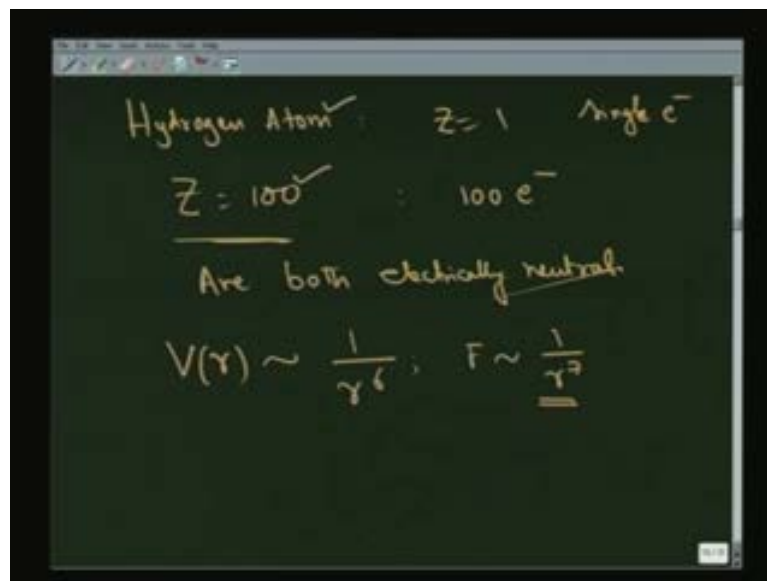 Hydrogen Atom : Z = 1 single e⁻
Z = 100 : 100 e⁻
Are both electrically neutral.
V(r) ~ 1/r⁶, F ~ 1/r⁷